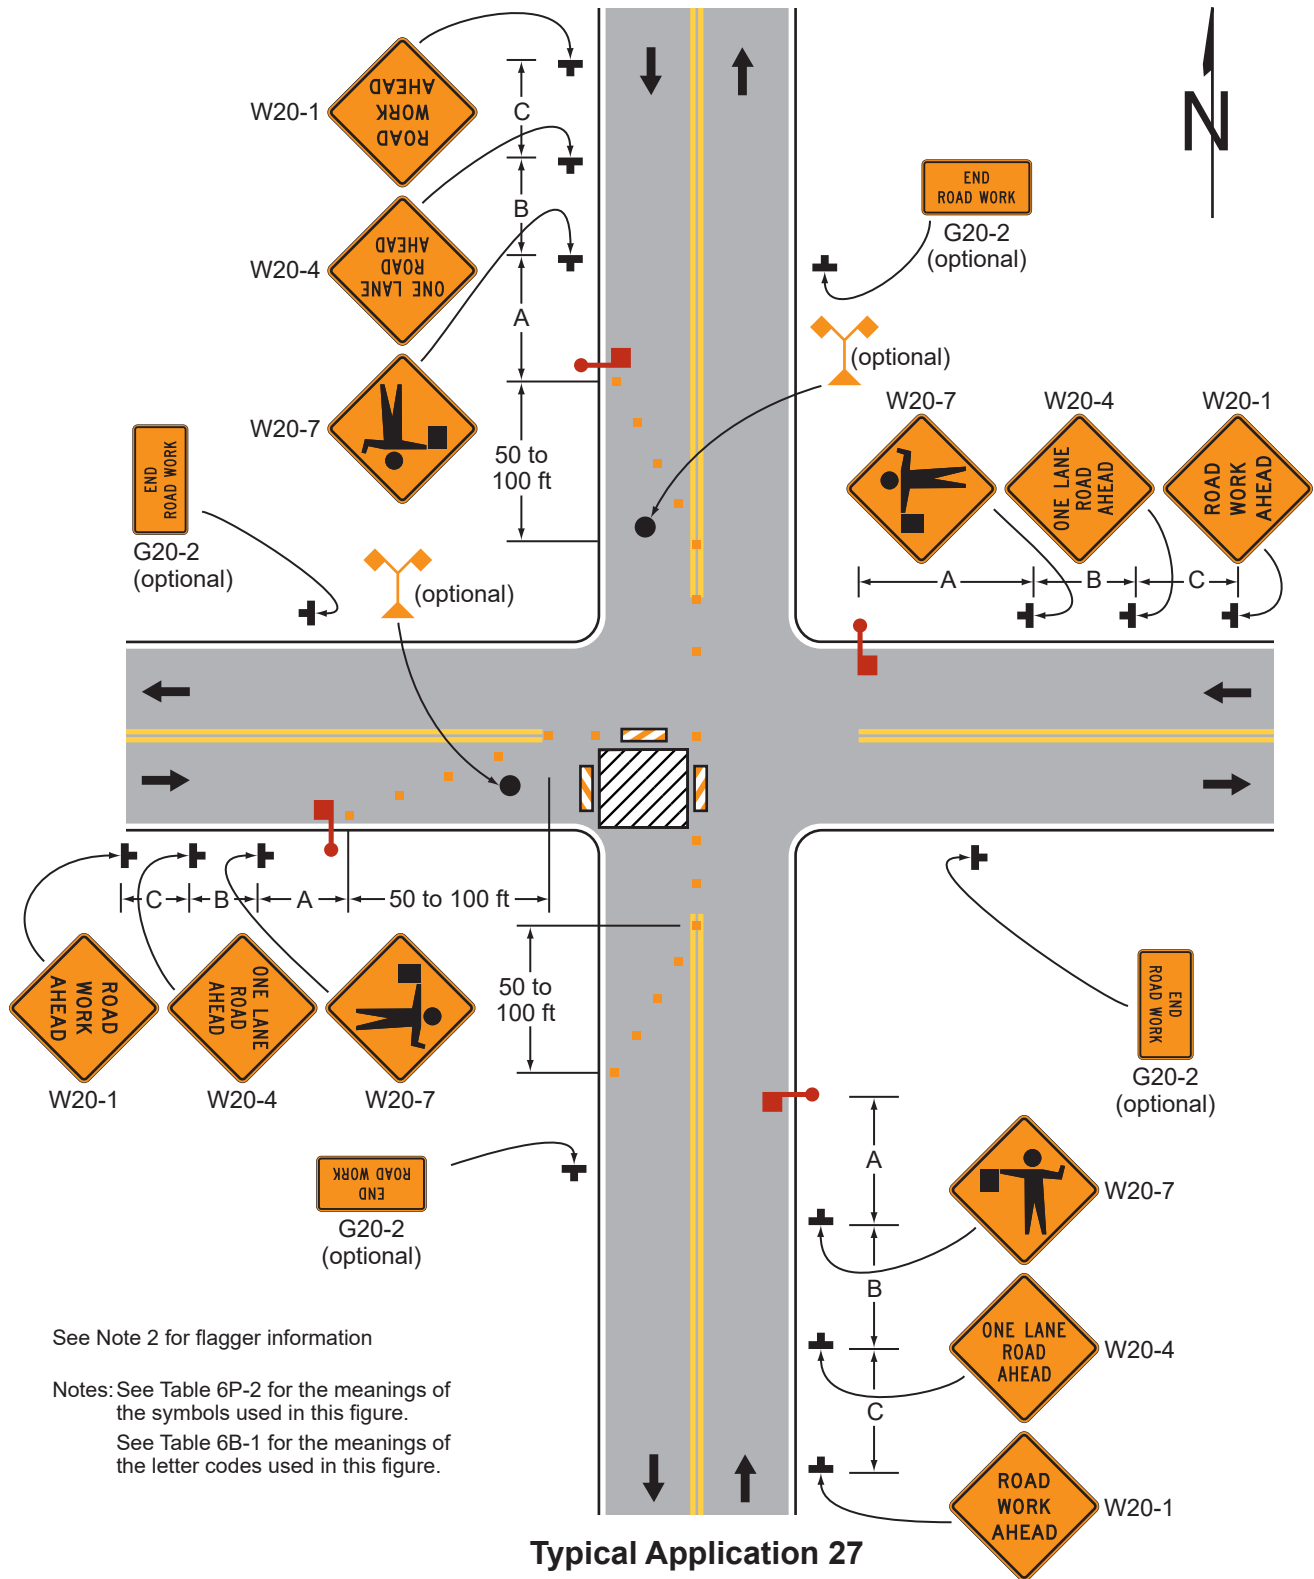 W20-1
ROAD
WORK
AHEAD
C
W20-4
ONE LANE
ROAD
AHEAD
B
W20-7
A
50 to
100 ft
N
END
ROAD WORK
G20-2
(optional)
(optional)
W20-7
W20-4
W20-1
ONE LANE
ROAD
AHEAD
ROAD
WORK
AHEAD
A
B
C
END
ROAD WORK
G20-2
(optional)
(optional)
C
B
A
50 to 100 ft
ROAD
WORK
AHEAD
ONE LANE
ROAD
AHEAD
W20-1
W20-4
W20-7
50 to
100 ft
END
ROAD WORK
G20-2
(optional)
END
ROAD WORK
G20-2
(optional)
A
W20-7
B
ONE LANE
ROAD
AHEAD
W20-4
C
ROAD
WORK
AHEAD
W20-1
See Note 2 for flagger information
Notes: See Table 6P-2 for the meanings of
the symbols used in this figure.
See Table 6B-1 for the meanings of
the letter codes used in this figure.
Typical Application 27